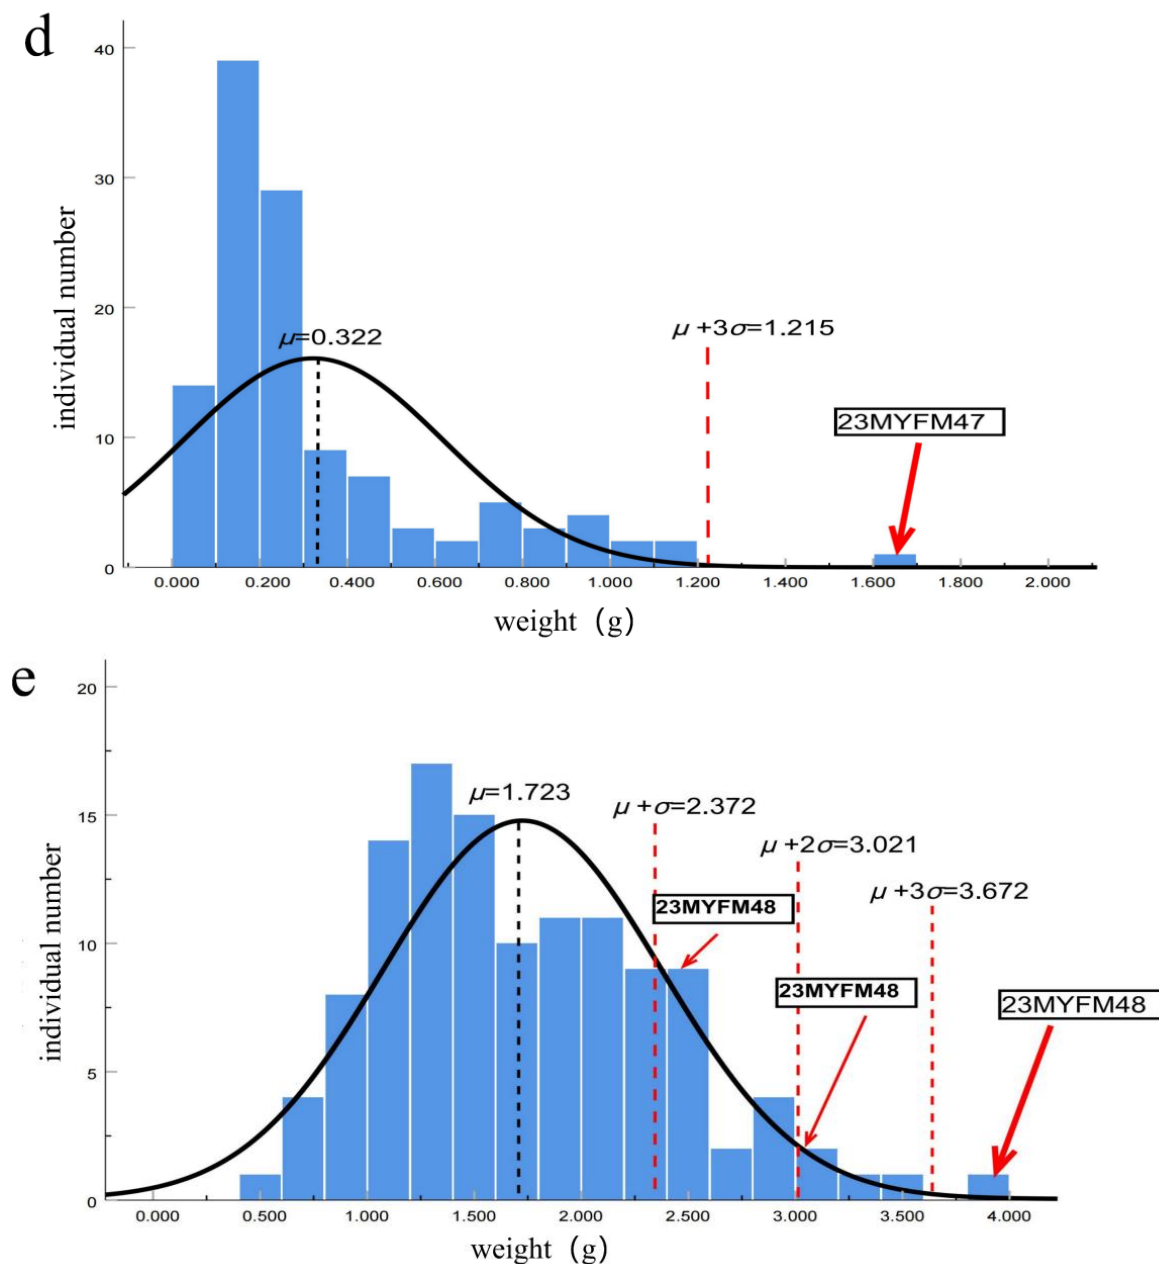 d
individual number
40
30
20
10
0
μ=0.322
μ +3σ=1.215
23MYFM47
0.000 0.200 0.400 0.600 0.800 1.000 1.200 1.400 1.600 1.800 2.000
weight（g）
e
individual number
20
15
10
5
0
μ=1.723
μ +σ=2.372
μ +2σ=3.021
μ +3σ=3.672
23MYFM48
23MYFM48
23MYFM48
0.000 0.500 1.000 1.500 2.000 2.500 3.000 3.500 4.000
weight（g）